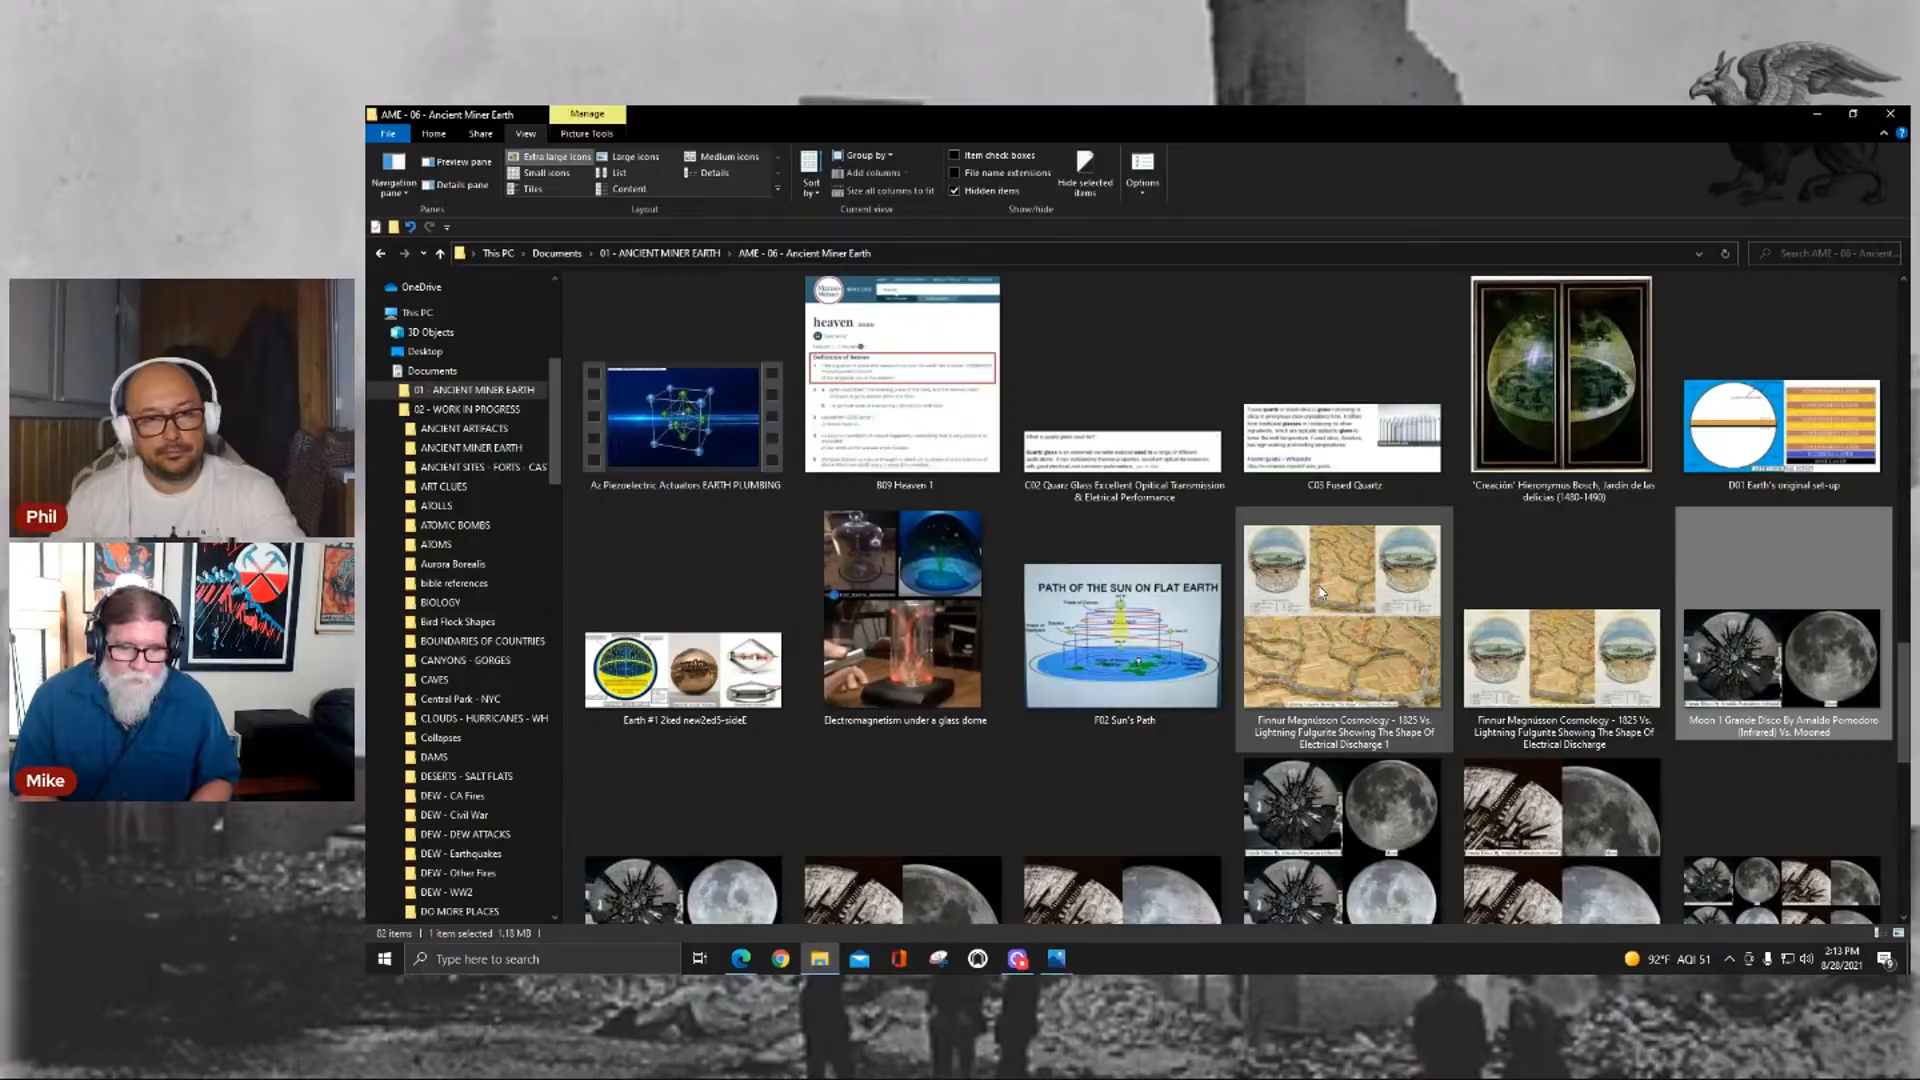 AME - 06 - Ancient Miner Earth
Manage
File
Home
Share
View
Picture Tools
Navigation pane
Preview pane
Details pane
Extra large icons
Large icons
Medium icons
Small icons
List
Details
Tiles
Content
Sort by
Group by
Add columns
Size all columns to fit
Item check boxes
File name extensions
Hidden items
Hide selected items
Options
Panes
Layout
Current view
Show/hide
This PC
Documents
01 - ANCIENT MINER EARTH
AME - 06 - Ancient Miner Earth
Search AME - 06 - Ancient...
OneDrive
This PC
3D Objects
Desktop
Documents
01 - ANCIENT MINER EARTH
02 - WORK IN PROGRESS
ANCIENT ARTIFACTS
ANCIENT MINER EARTH
ANCIENT SITES - FORTS - CAS
ART CLUES
ATOLLS
ATOMIC BOMBS
ATOMS
Aurora Borealis
bible references
BIOLOGY
Bird Flock Shapes
BOUNDARIES OF COUNTRIES
CANYONS - GORGES
CAVES
Central Park - NYC
CLOUDS - HURRICANES - WH
Collapses
DAMS
DESERTS - SALT FLATS
DEW - CA Fires
DEW - Civil War
DEW - DEW ATTACKS
DEW - Earthquakes
DEW - Other Fires
DEW - WW2
DO MORE PLACES
heaven
Definition of heaven
Az Piezoelectric Actuators EARTH PLUMBING
B09 Heaven 1
C02 Quarz Glass Excellent Opitical Transmission
& Eletrical Performance
C03 Fused Quartz
'Creación' Hieronymus Bosch, Jardín de las
delicias (1480-1490)
D01 Earth's original set-up
PATH OF THE SUN ON FLAT EARTH
Earth #1 2ked new2ed5-sideE
Electromagnetism under a glass dome
F02 Sun's Path
Finnur Magnússon Cosmology - 1825 Vs.
Lightning Fulgurite Showing The Shape Of
Electrical Discharge 1
Finnur Magnússon Cosmology - 1825 Vs.
Lightning Fulgurite Showing The Shape Of
Electrical Discharge
Moon 1 Grande Disco By Arnaldo Pomodoro
(Infrared) Vs. Mooned
82 items
1 item selected 1.18 MB
Type here to search
92°F AQI 51
2:13 PM
8/28/2021
Phil
Mike